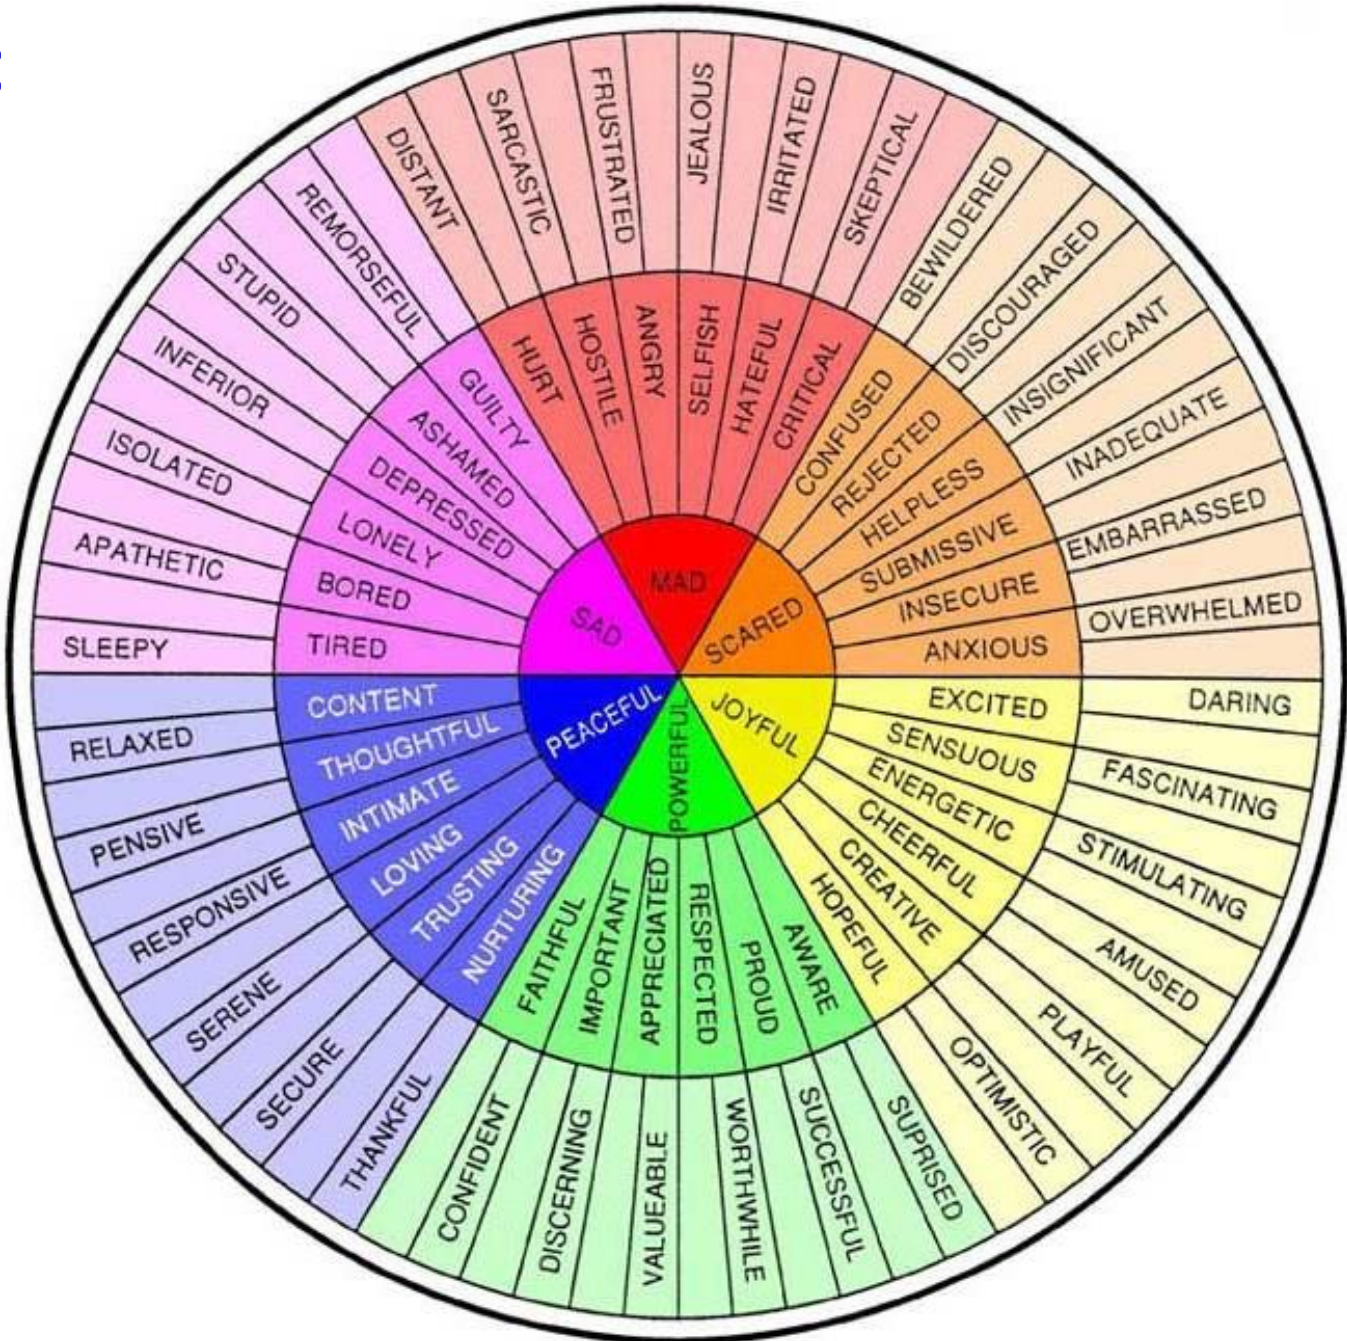 MAD
SCARED
JOYFUL
POWERFUL
PEACEFUL
SAD
HURT
HOSTILE
ANGRY
SELFISH
HATEFUL
CRITICAL
CONFUSED
REJECTED
HELPLESS
SUBMISSIVE
INSECURE
ANXIOUS
EXCITED
SENSUOUS
ENERGETIC
CHEERFUL
CREATIVE
HOPEFUL
AWARE
PROUD
RESPECTED
APPRECIATED
IMPORTANT
FAITHFUL
NURTURING
TRUSTING
LOVING
INTIMATE
THOUGHTFUL
CONTENT
TIRED
BORED
LONELY
DEPRESSED
ASHAMED
GUILTY
DISTANT
SARCASTIC
FRUSTRATED
JEALOUS
IRRITATED
SKEPTICAL
BEWILDERED
DISCOURAGED
INSIGNIFICANT
INADEQUATE
EMBARRASSED
OVERWHELMED
DARING
FASCINATING
STIMULATING
AMUSED
PLAYFUL
OPTIMISTIC
SUPRISED
SUCCESSFUL
WORTHWHILE
VALUEABLE
DISCERNING
CONFIDENT
THANKFUL
SECURE
SERENE
RESPONSIVE
PENSIVE
RELAXED
SLEEPY
APATHETIC
ISOLATED
INFERIOR
STUPID
REMORSEFUL